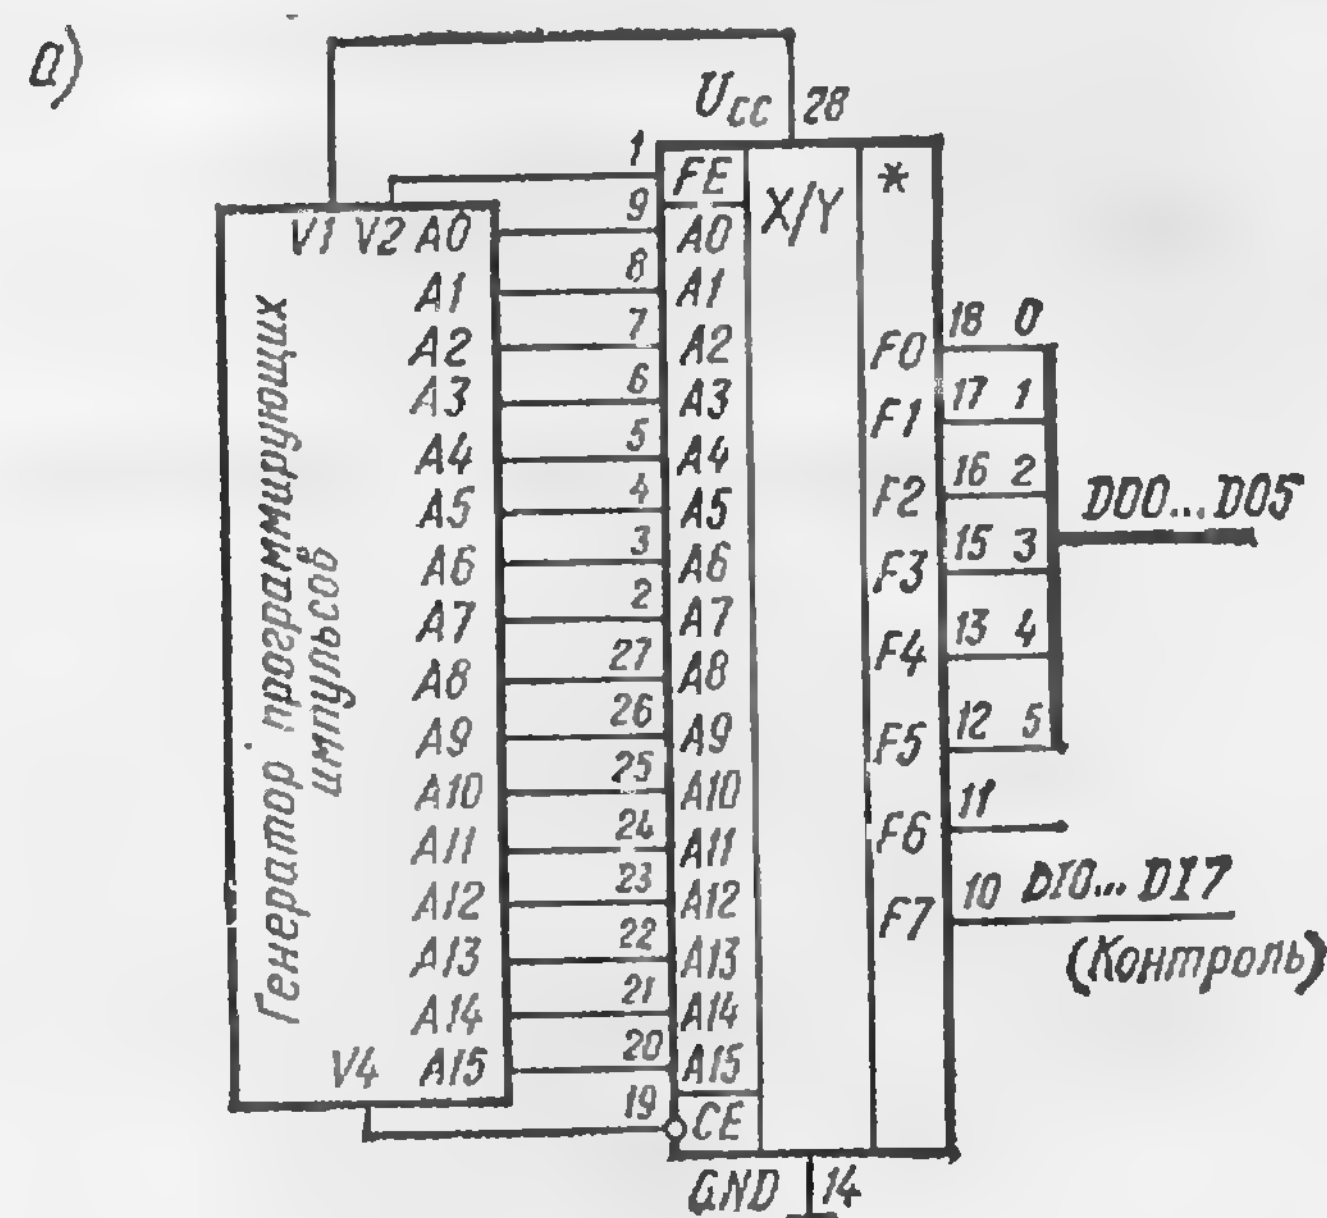 а)
UCC 28
1 FE X/Y *
V1 V2 A0 9 A0
A1 8 A1
A2 7 A2 F0 18 0
A3 6 A3 F1 17 1
A4 5 A4 F2 16 2
A5 4 A5 DO0...DO5
A6 3 A6 F3 15 3
A7 2 A7 F4 13 4
A8 27 A8
A9 26 A9 F5 12 5
A10 25 A10
A11 24 A11 F6 11
A12 23 A12 F7 10 DI0... DI7
A13 22 A13 (Контроль)
A14 21 A14
V4 A15 20 A15
19 CE
GND 14
Генератор программирующих
импульсов